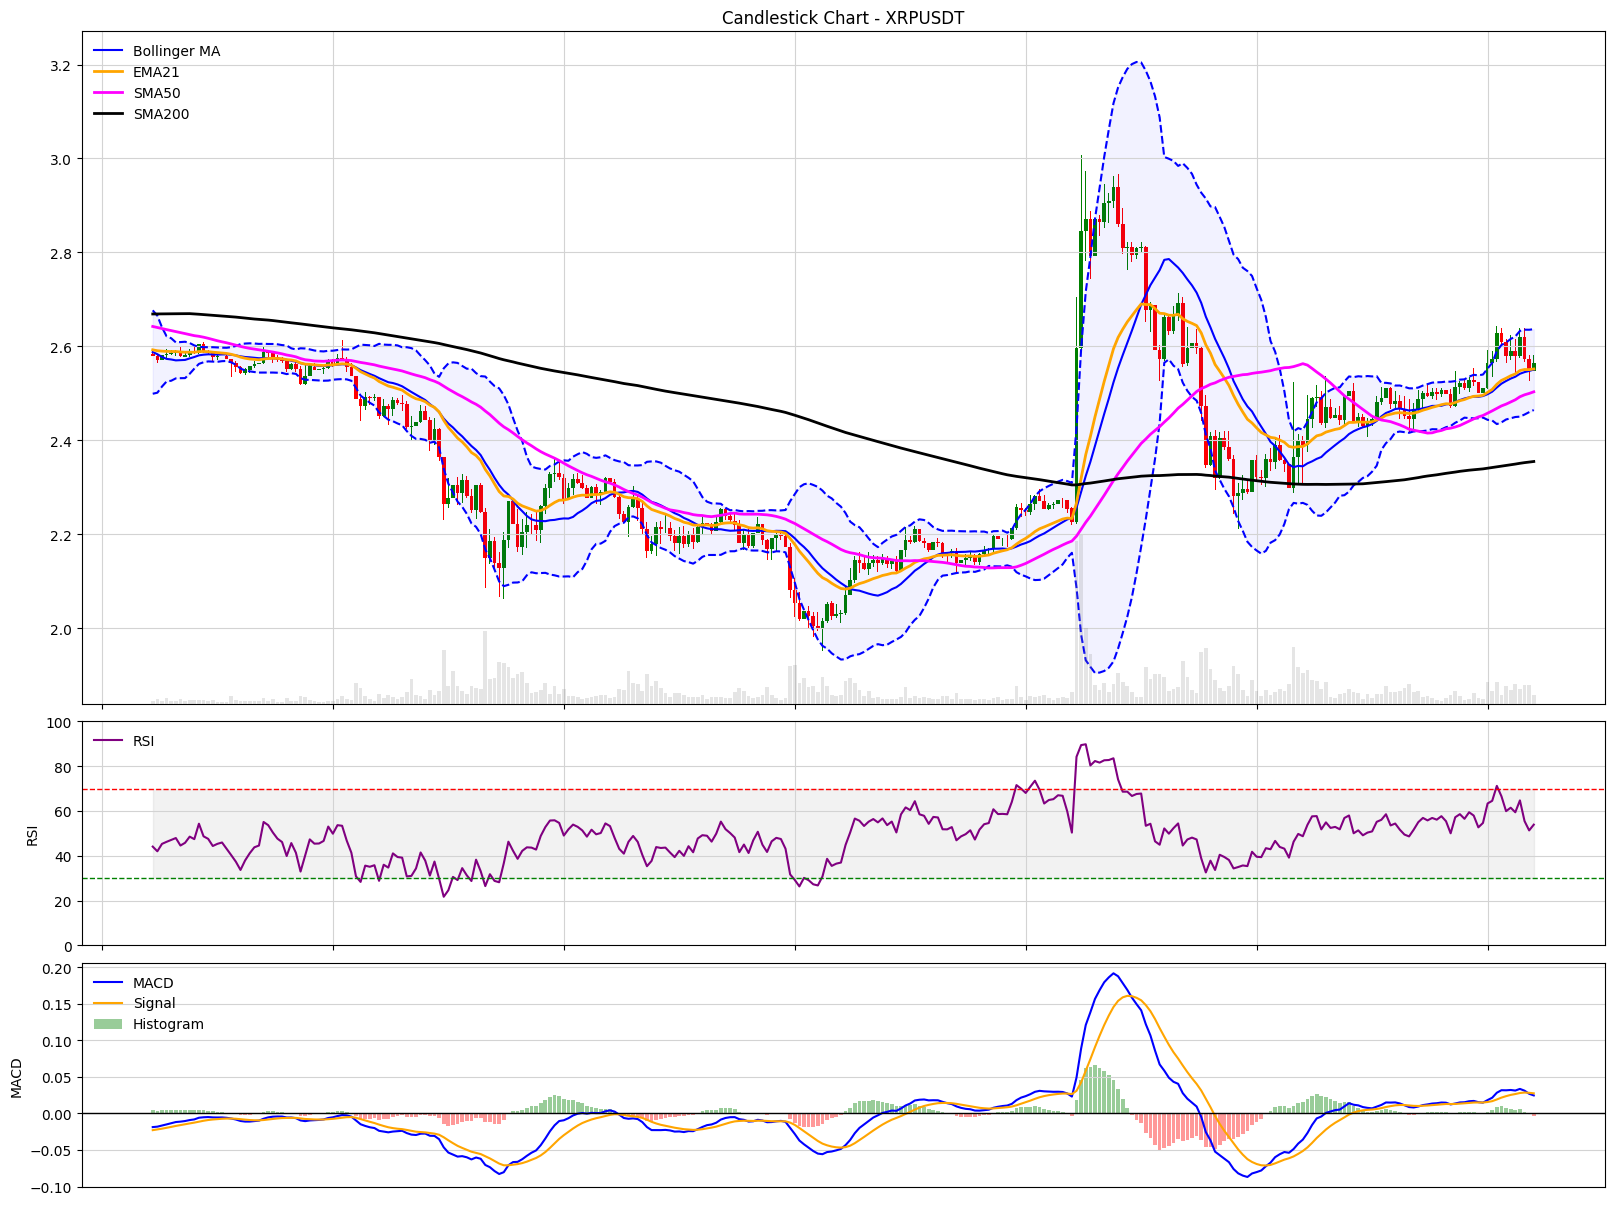 Candlestick Chart - XRPUSDT
Bollinger MA
EMA21
SMA50
SMA200
3.2
3.0
2.8
2.6
2.4
2.2
2.0
RSI
100
80
60
40
20
0
RSI
MACD
Signal
Histogram
0.20
0.15
0.10
0.05
0.00
−0.05
−0.10
MACD